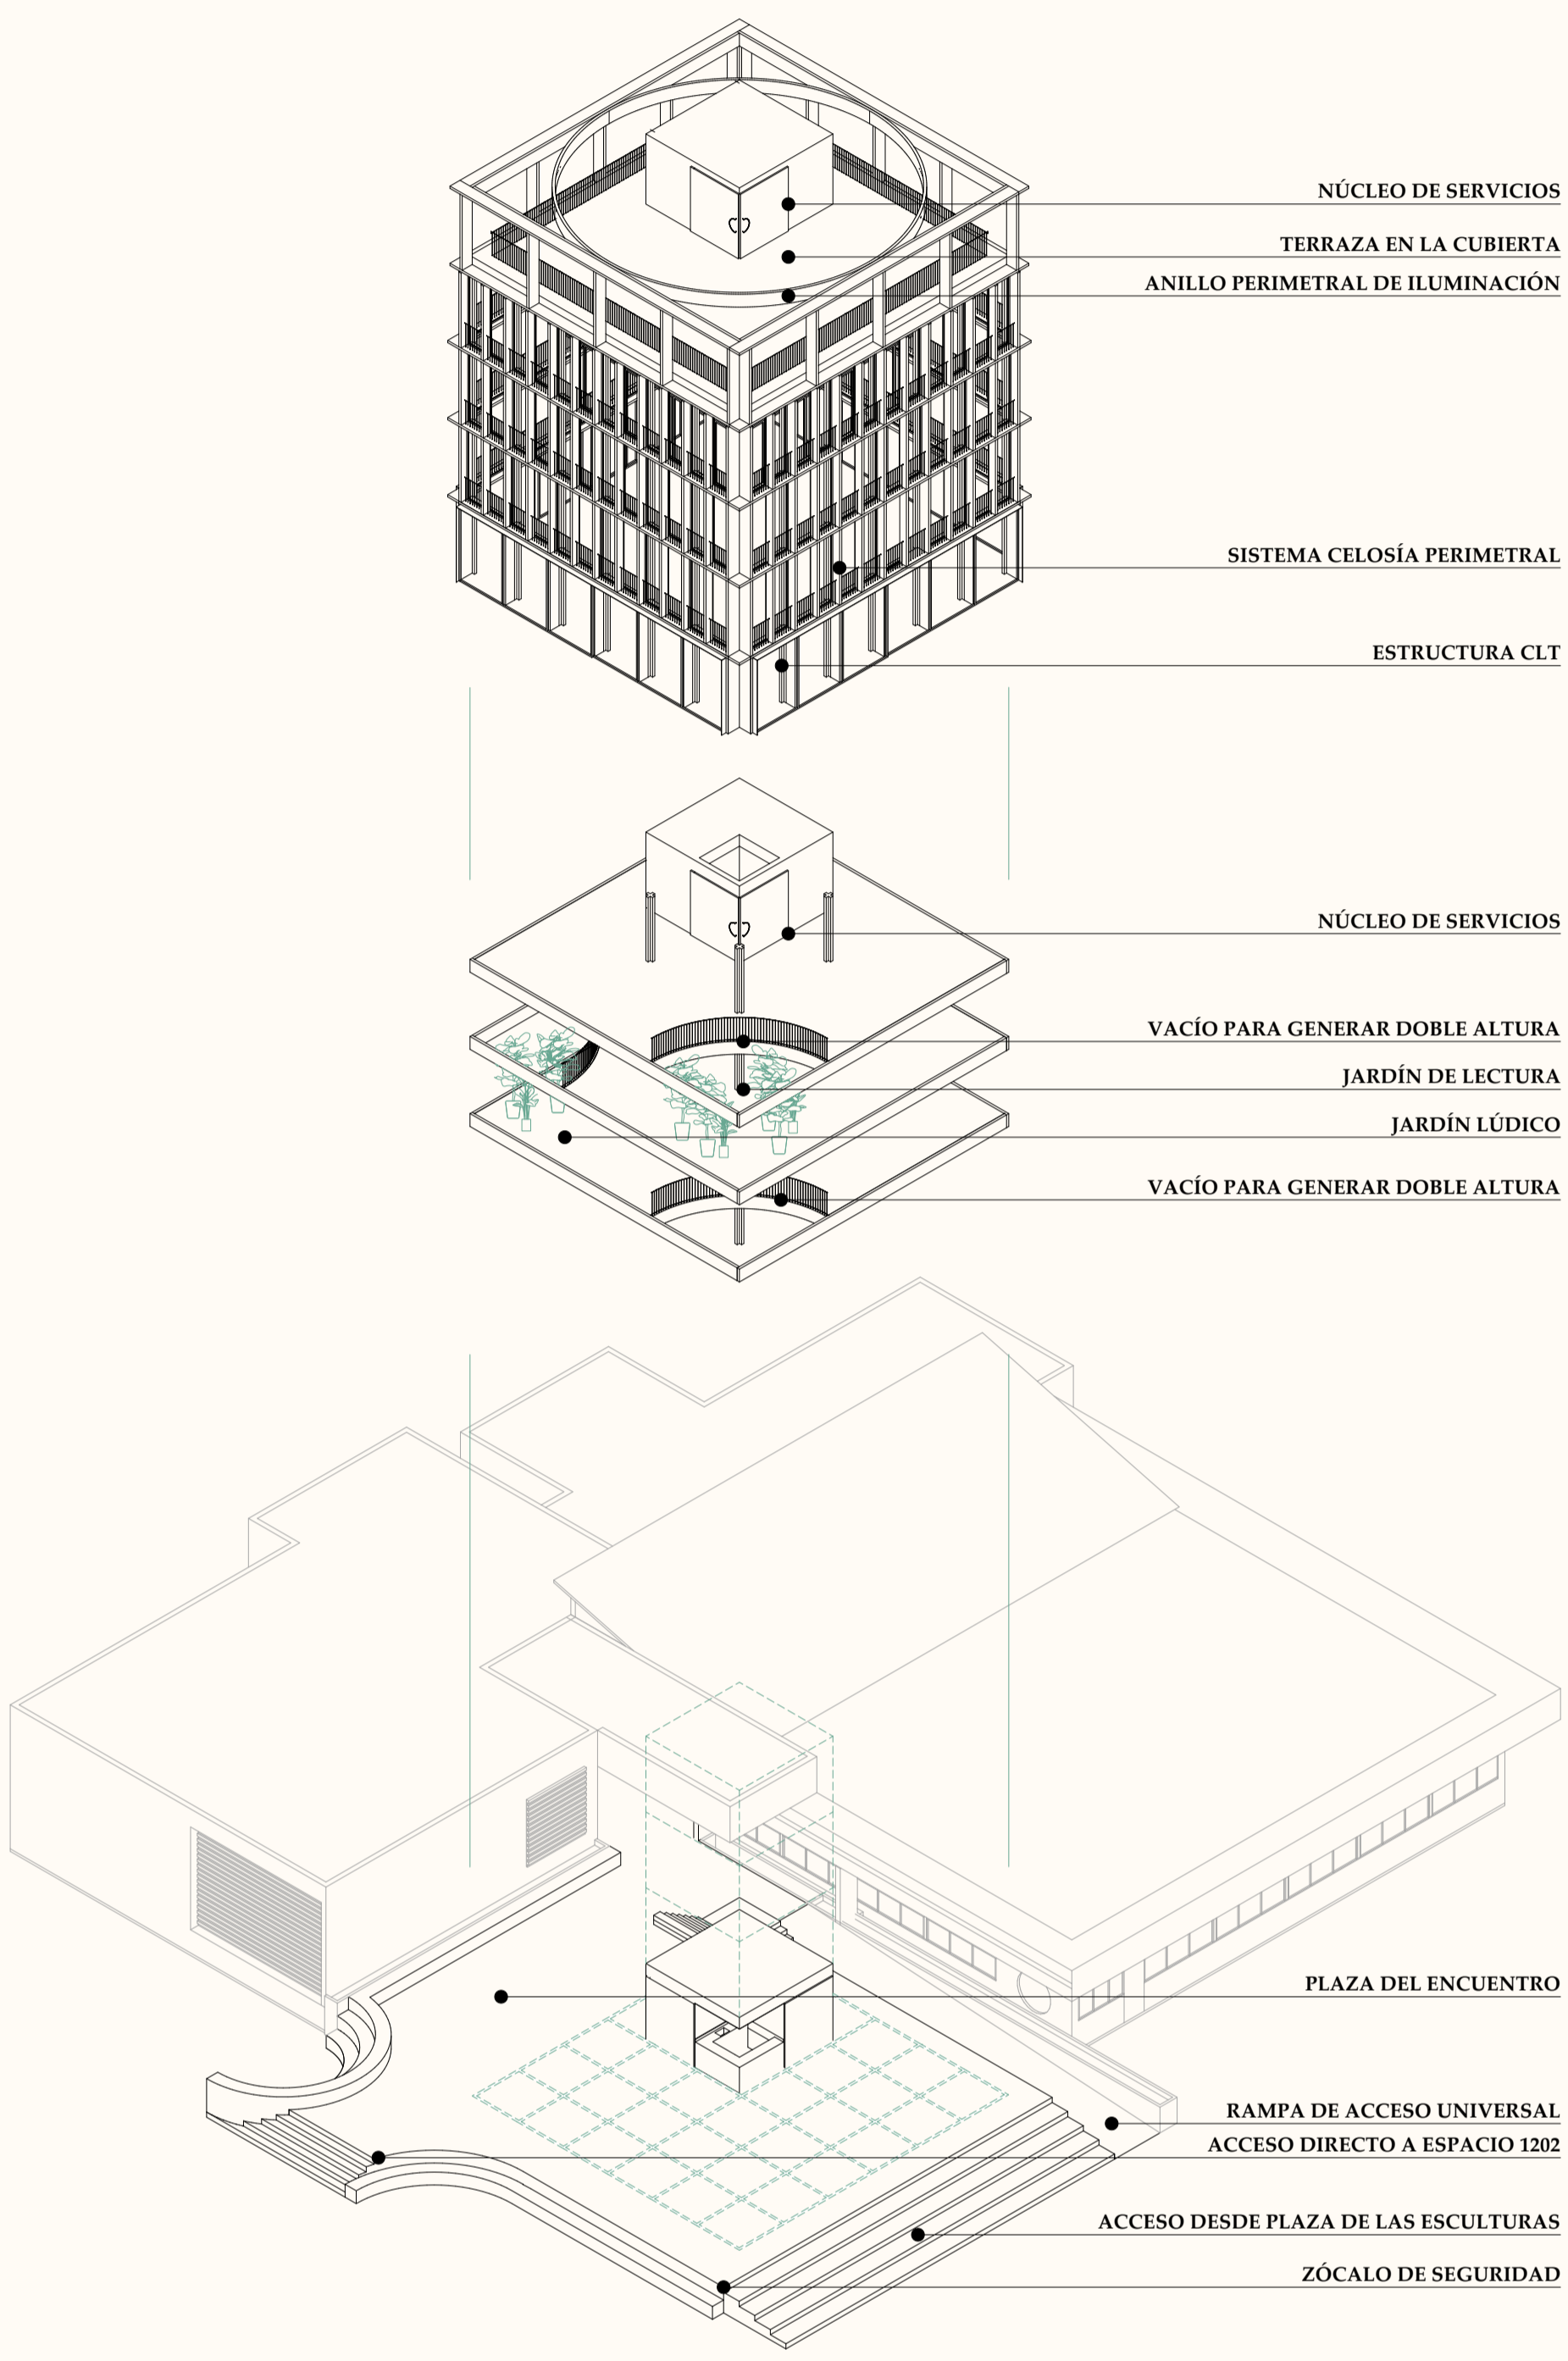 NÚCLEO DE SERVICIOS
TERRAZA EN LA CUBIERTA
ANILLO PERIMETRAL DE ILUMINACIÓN
SISTEMA CELOSÍA PERIMETRAL
ESTRUCTURA CLT
NÚCLEO DE SERVICIOS
VACÍO PARA GENERAR DOBLE ALTURA
JARDÍN DE LECTURA
JARDÍN LÚDICO
VACÍO PARA GENERAR DOBLE ALTURA
PLAZA DEL ENCUENTRO
RAMPA DE ACCESO UNIVERSAL
ACCESO DIRECTO A ESPACIO 1202
ACCESO DESDE PLAZA DE LAS ESCULTURAS
ZÓCALO DE SEGURIDAD